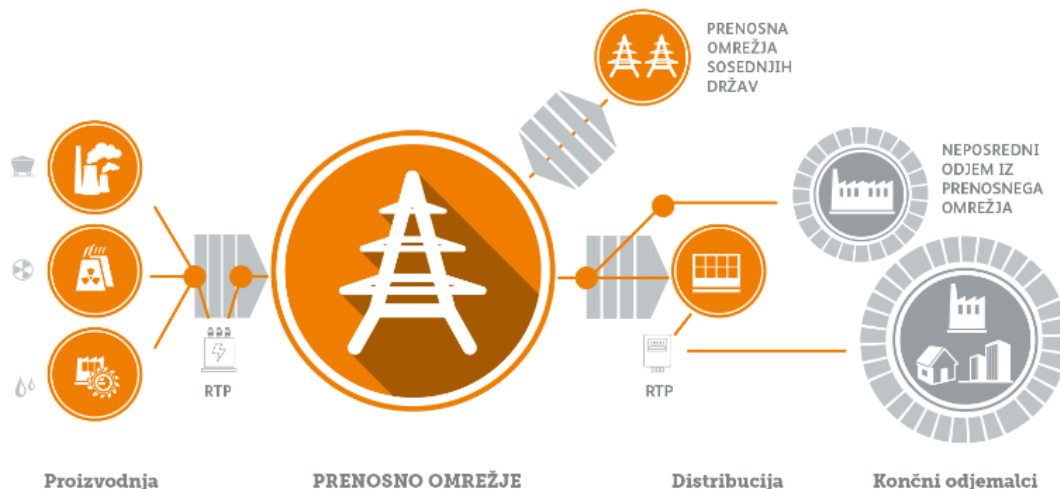 PRENOSNA
OMREŽJA
SOSEDNJIH
DRŽAV
NEPOSREDNI
ODJEM IZ
PRENOSNEGA
OMREŽJA
RTP
RTP
Proizvodnja
PRENOSNO OMREŽJE
Distribucija
Končni odjemalci